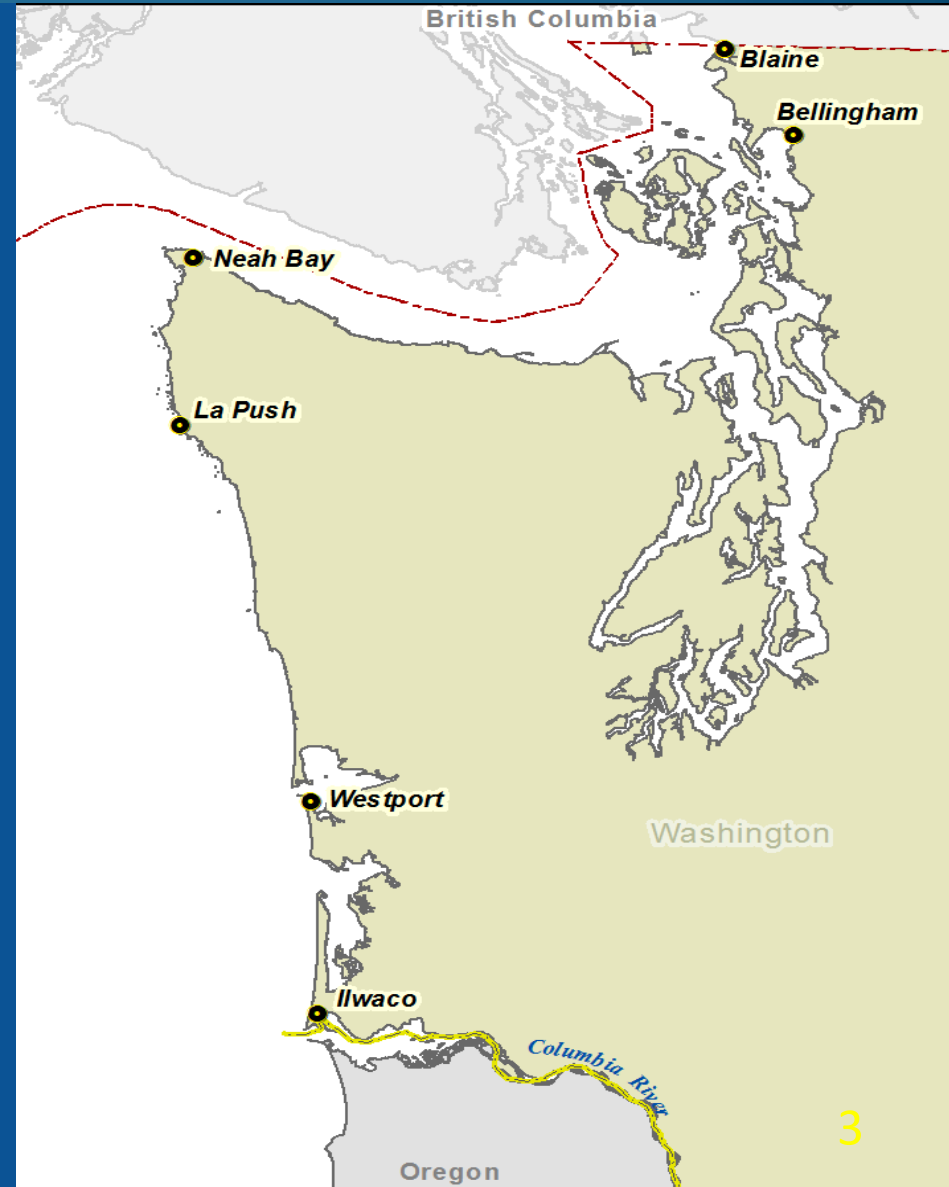 British Columbia
Blaine
Bellingham
Neah Bay
La Push
Westport
Washington
Ilwaco
Columbia River
3
Oregon